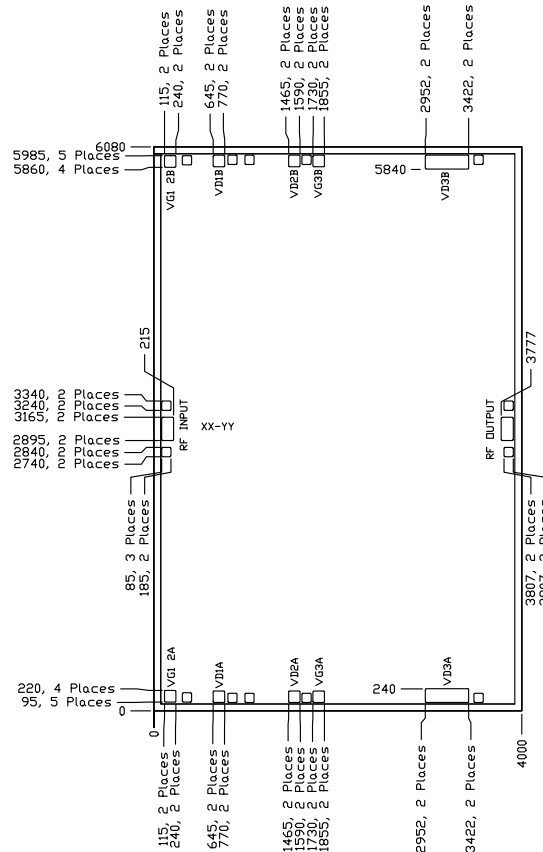 115, 2 Places
240, 2 Places
645, 2 Places
770, 2 Places
1465, 2 Places
1590, 2 Places
1730, 2 Places
1855, 2 Places
2952, 2 Places
3422, 2 Places
6080
5985, 5 Places
5860, 4 Places
5840
VG1 2B
VD1B
VD2B
VG3B
VD3B
215
3777
3340, 2 Places
3240, 2 Places
3165, 2 Places
2895, 2 Places
2840, 2 Places
2740, 2 Places
RF INPUT
XX-YY
RF OUTPUT
85, 3 Places
185, 2 Places
3807, 2 Places
VG1 2A
VD1A
VD2A
VG3A
VD3A
220, 4 Places
95, 5 Places
0
240
0
4000
115, 2 Places
240, 2 Places
645, 2 Places
770, 2 Places
1465, 2 Places
1590, 2 Places
1730, 2 Places
1855, 2 Places
2952, 2 Places
3422, 2 Places